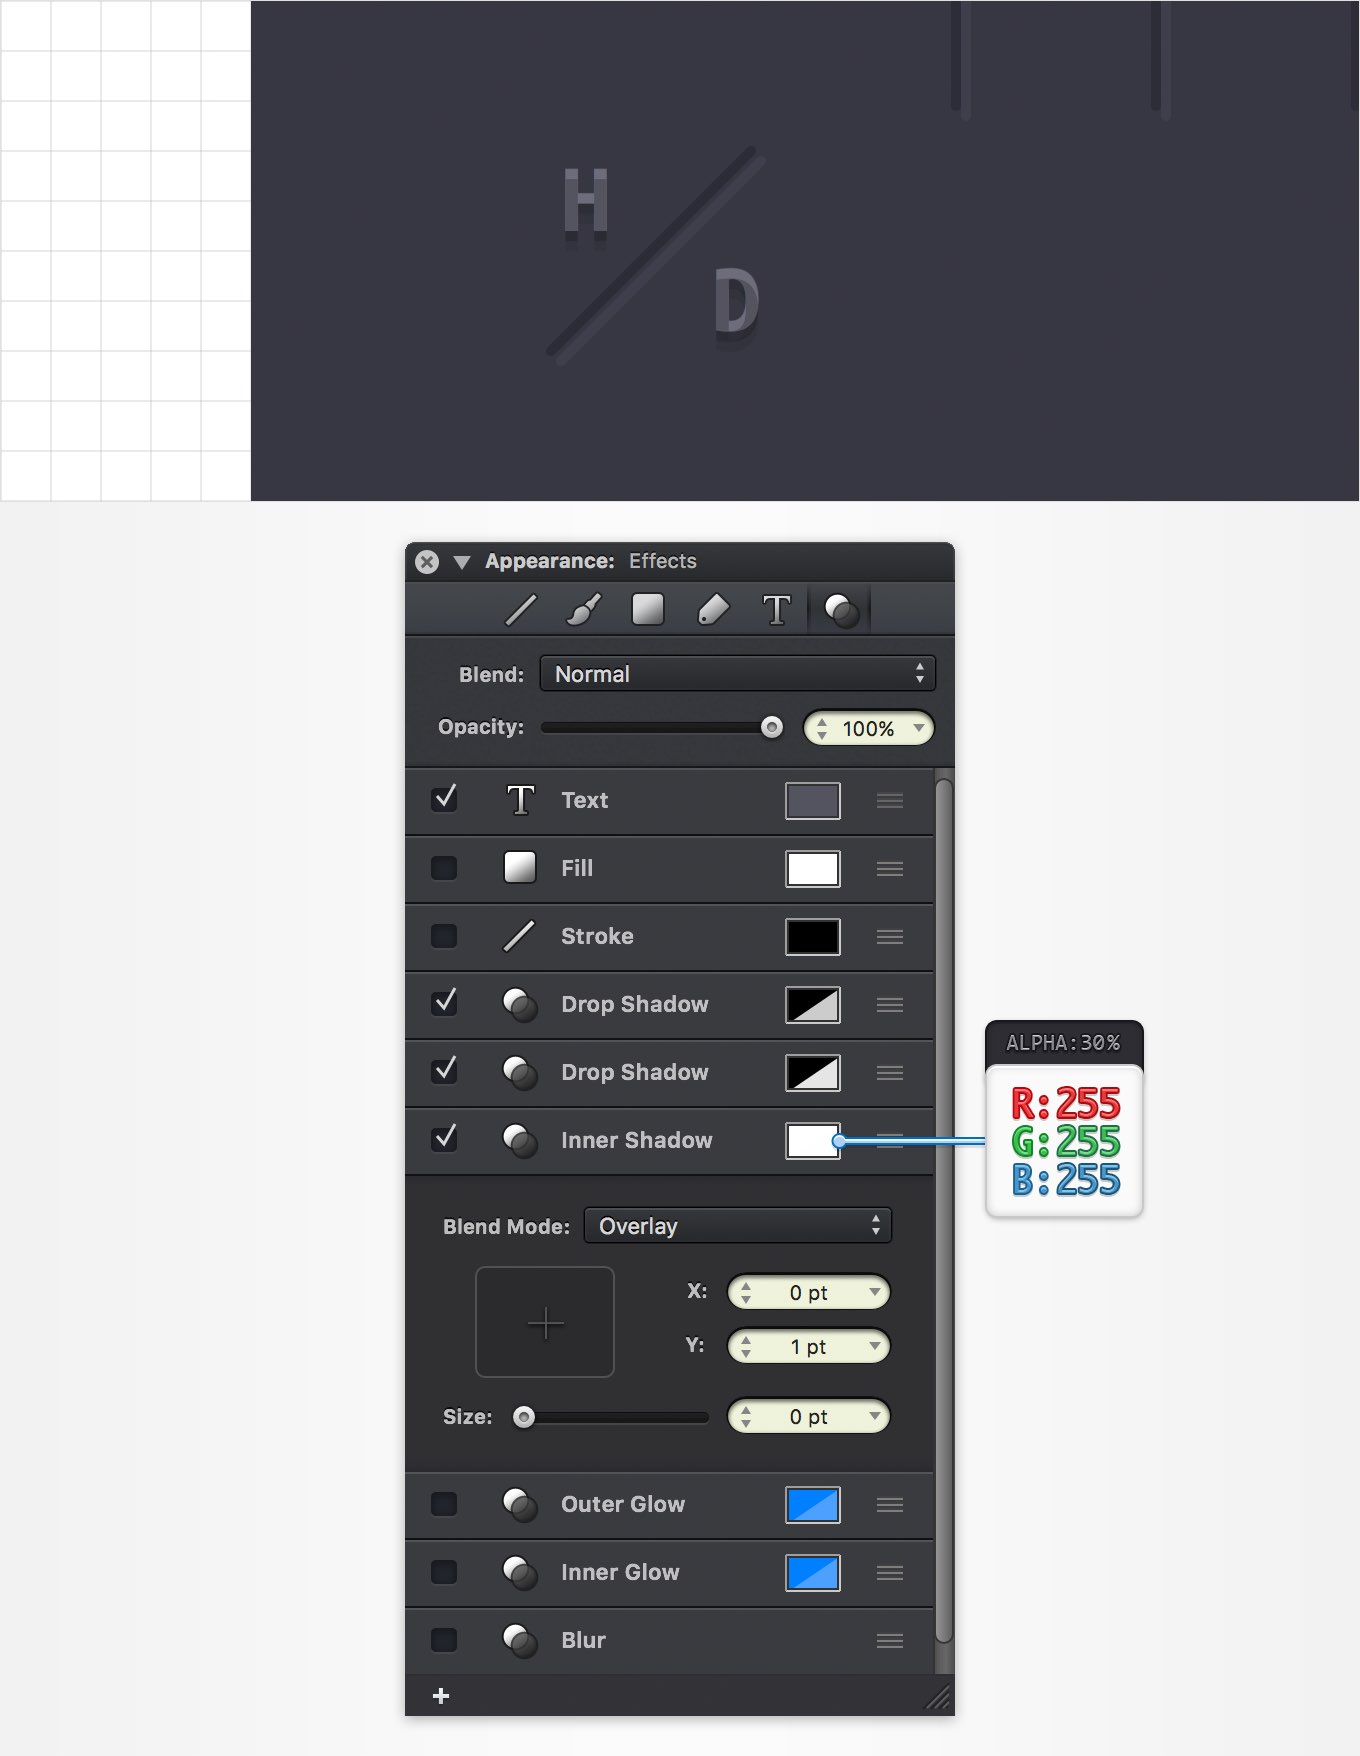 H
D
Appearance: Effects
T
Blend: Normal
Opacity: 100%
T Text
Fill
Stroke
Drop Shadow
Drop Shadow
ALPHA:30%
R:255
G:255
B:255
Inner Shadow
Blend Mode: Overlay
X: 0 pt
Y: 1 pt
Size: 0 pt
Outer Glow
Inner Glow
Blur